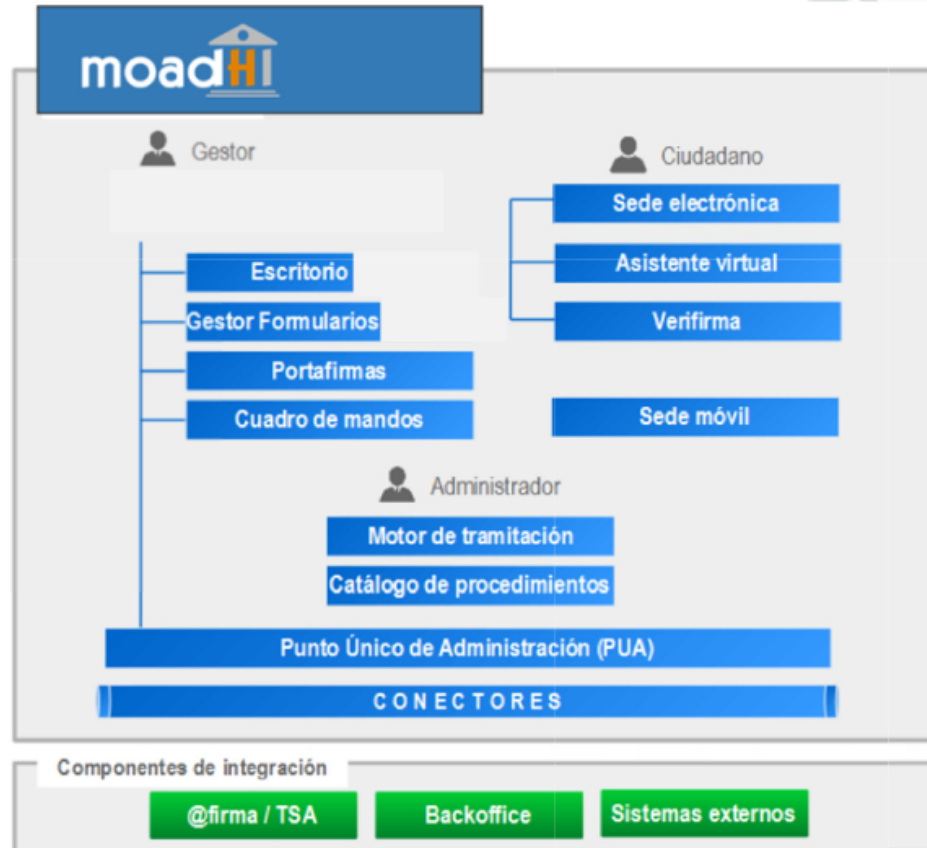 moadHI
Gestor
Ciudadano
Sede electrónica
Escritorio
Asistente virtual
Gestor Formularios
Verifirma
Portafirmas
Cuadro de mandos
Sede móvil
Administrador
Motor de tramitación
Catálogo de procedimientos
Punto Único de Administración (PUA)
CONECTORES
Componentes de integración
@firma / TSA
Backoffice
Sistemas externos